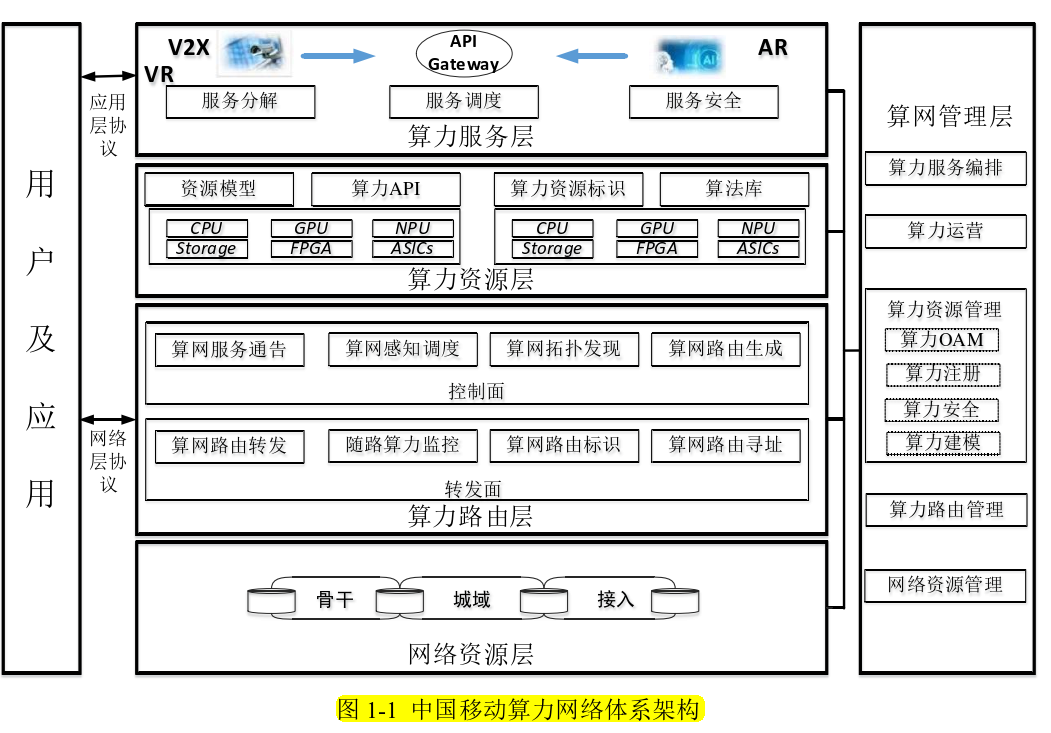 用户及应用
应用
层协
议
网络
层协
议
V2X
VR
API
Gateway
AI
AR
服务分解
服务调度
服务安全
算力服务层
资源模型
算力API
算力资源标识
算法库
CPU
GPU
NPU
Storage
FPGA
ASICs
CPU
GPU
NPU
Storage
FPGA
ASICs
算力资源层
算网服务通告
算网感知调度
算网拓扑发现
算网路由生成
控制面
算网路由转发
随路算力监控
算网路由标识
算网路由寻址
转发面
算力路由层
骨干
城域
接入
网络资源层
算网管理层
算力服务编排
算力运营
算力资源管理
算力OAM
算力注册
算力安全
算力建模
算力路由管理
网络资源管理
图 1-1 中国移动算力网络体系架构